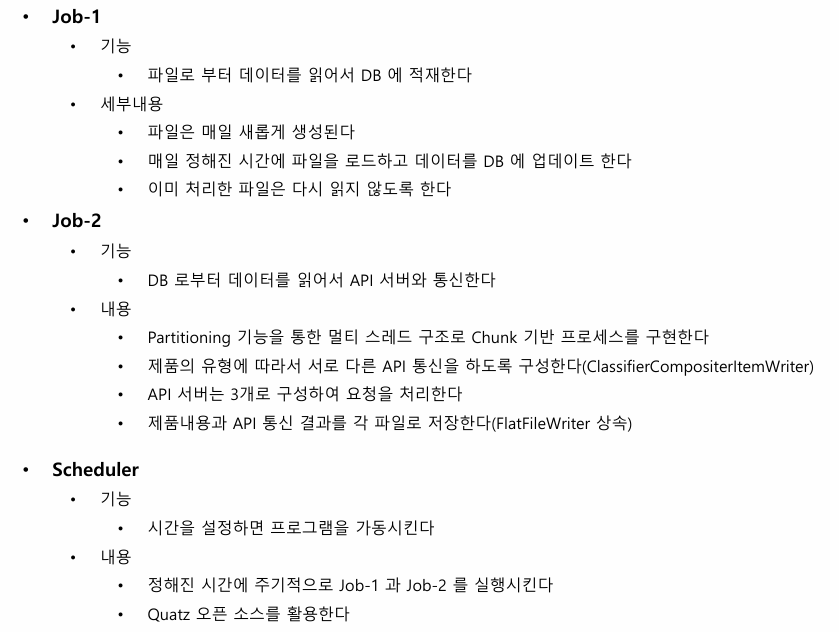 • Job-1
• 기능
• 파일로 부터 데이터를 읽어서 DB 에 적재한다
• 세부내용
• 파일은 매일 새롭게 생성된다
• 매일 정해진 시간에 파일을 로드하고 데이터를 DB 에 업데이트 한다
• 이미 처리한 파일은 다시 읽지 않도록 한다
• Job-2
• 기능
• DB 로부터 데이터를 읽어서 API 서버와 통신한다
• 내용
• Partitioning 기능을 통한 멀티 스레드 구조로 Chunk 기반 프로세스를 구현한다
• 제품의 유형에 따라서 서로 다른 API 통신을 하도록 구성한다(ClassifierCompositerItemWriter)
• API 서버는 3개로 구성하여 요청을 처리한다
• 제품내용과 API 통신 결과를 각 파일로 저장한다(FlatFileWriter 상속)
• Scheduler
• 기능
• 시간을 설정하면 프로그램을 가동시킨다
• 내용
• 정해진 시간에 주기적으로 Job-1 과 Job-2 를 실행시킨다
• Quatz 오픈 소스를 활용한다